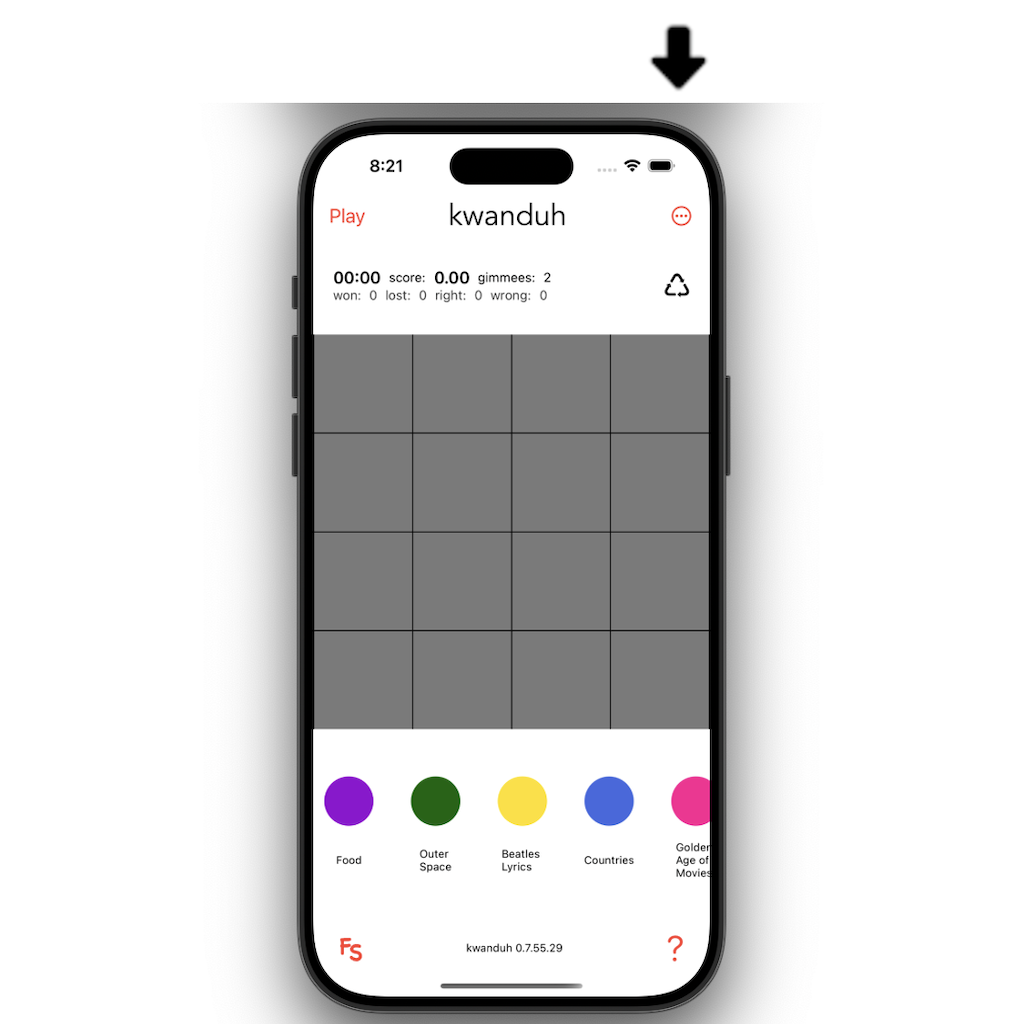 8:21
Play kwanduh
00:00 score: 0.00 gimmees: 2
won: 0 lost: 0 right: 0 wrong: 0
Food
Outer
Space
Beatles
Lyrics
Countries
Golden
Age of
Movies
FS kwanduh 0.7.55.29 ?